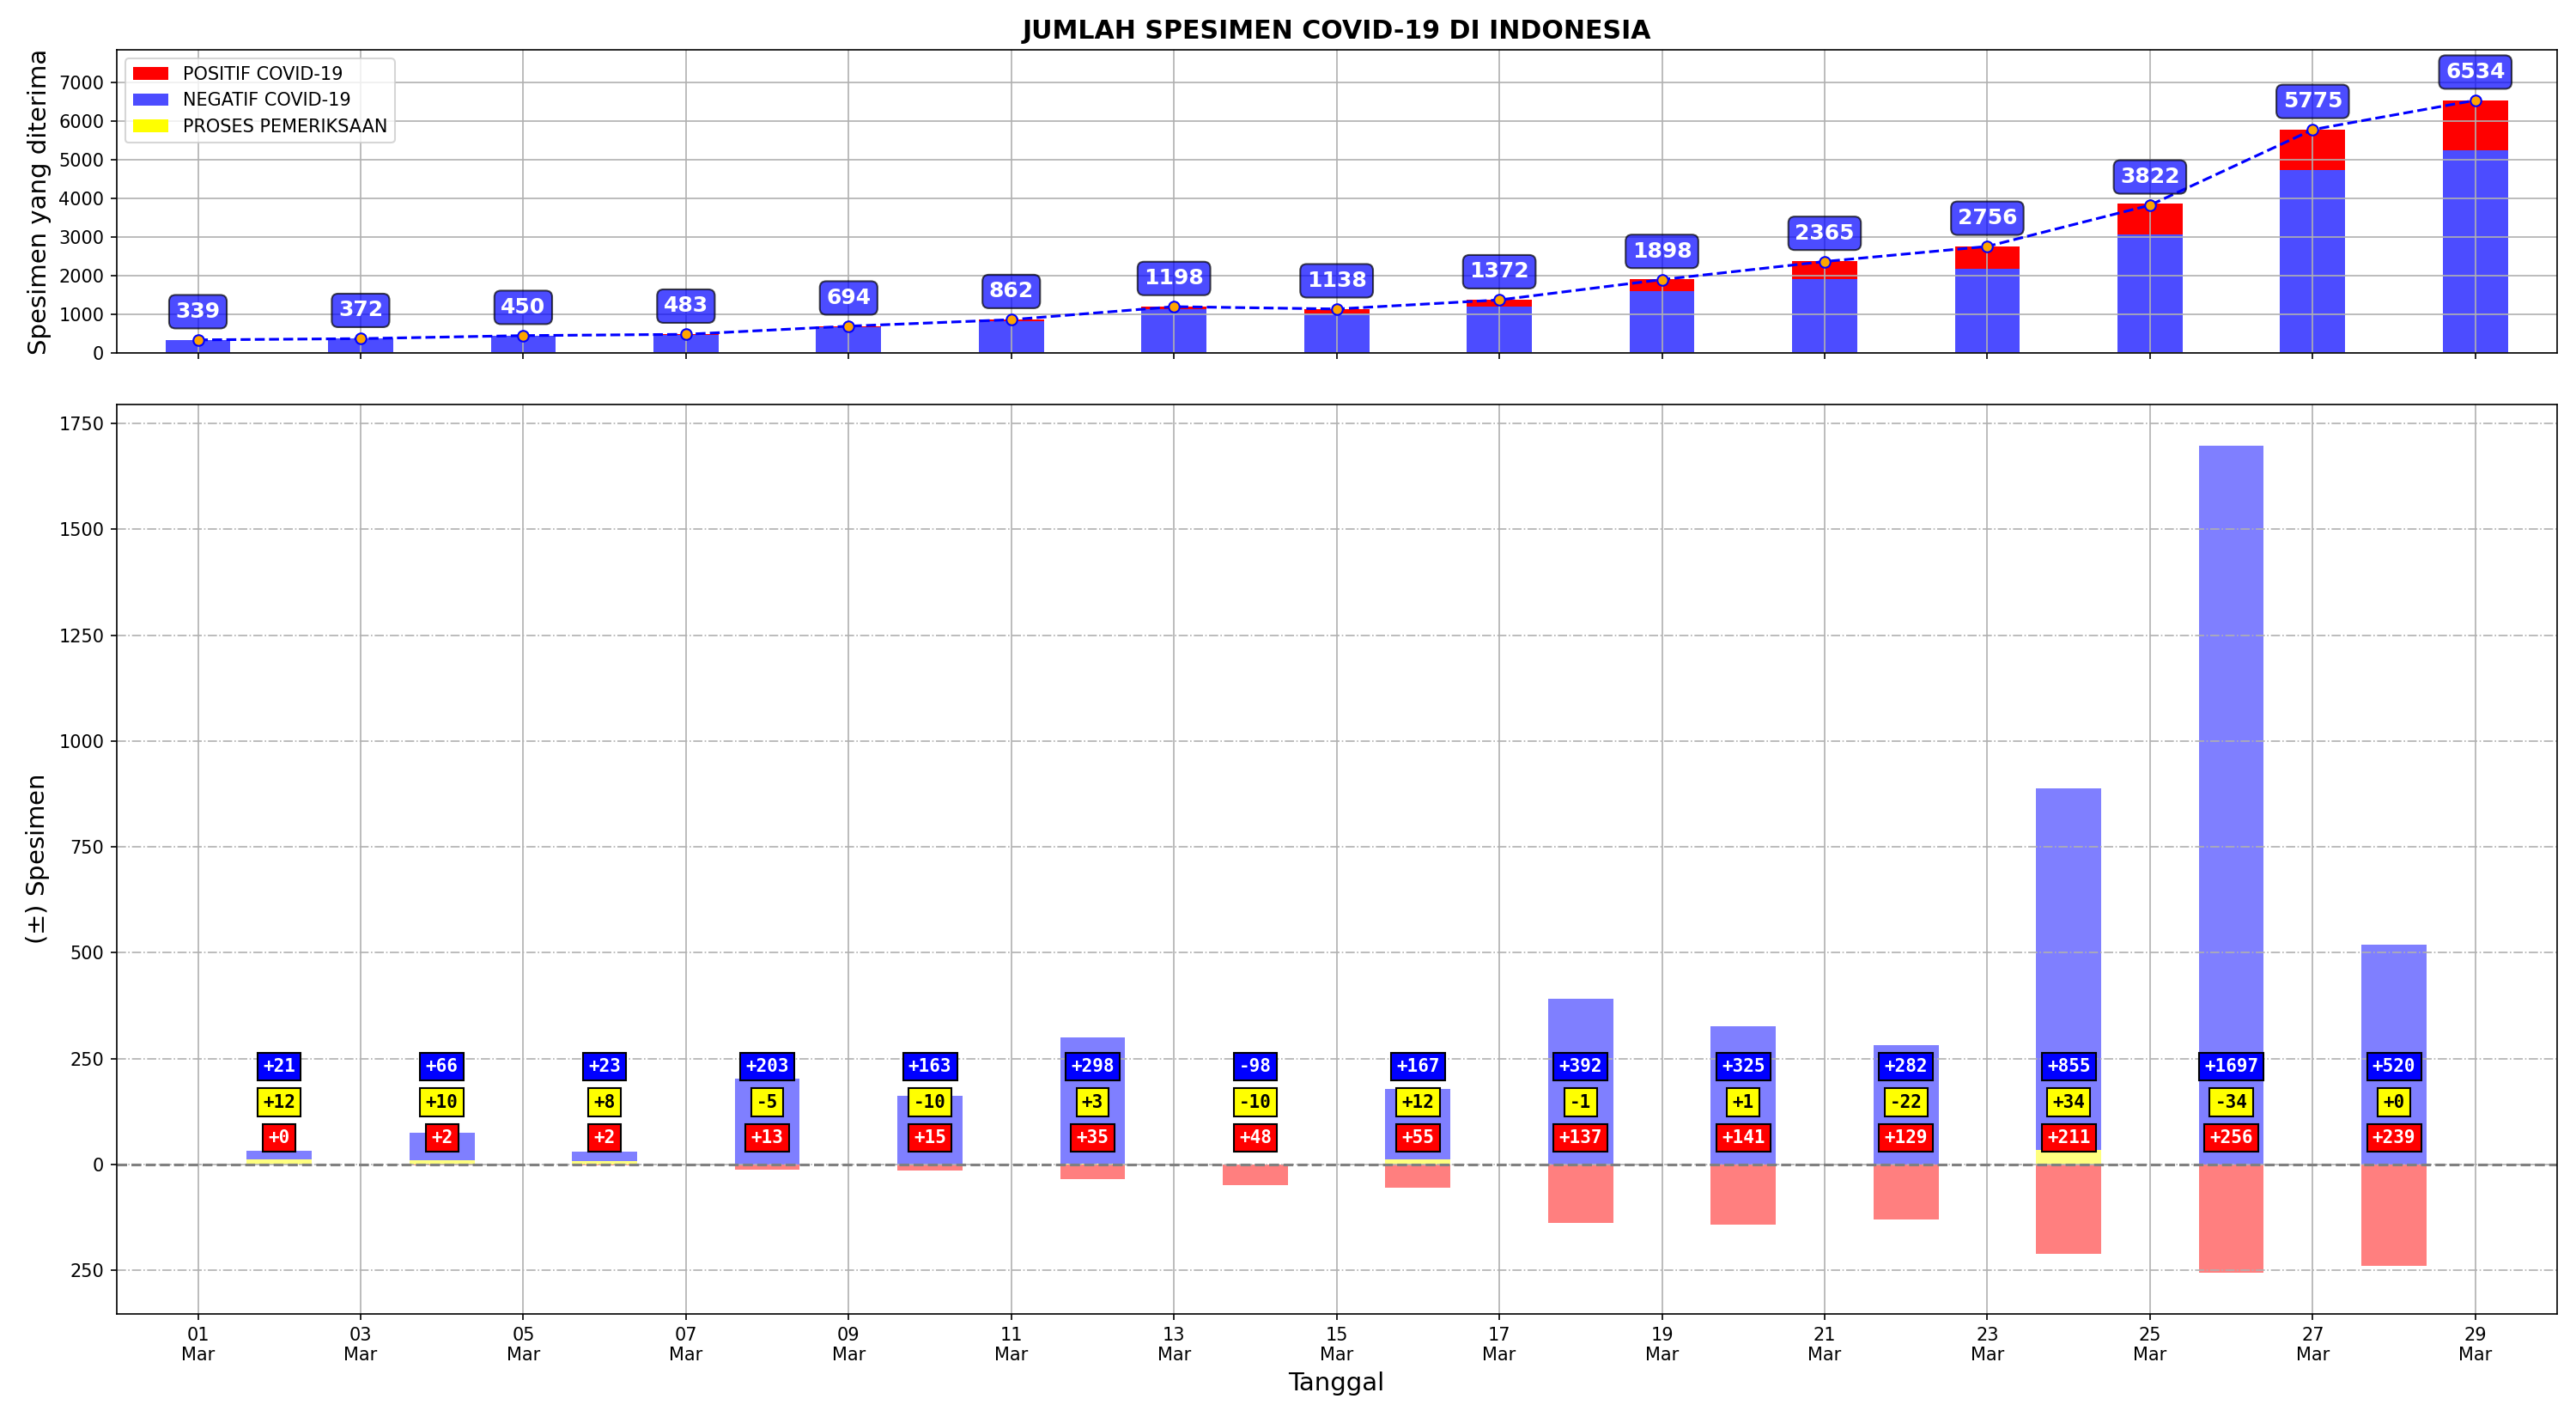 JUMLAH SPESIMEN COVID-19 DI INDONESIA
Spesimen yang diterima
7000
6000
5000
4000
3000
2000
1000
0
POSITIF COVID-19
NEGATIF COVID-19
PROSES PEMERIKSAAN
339 372 450 483 694 862 1198 1138 1372 1898 2365 2756 3822 5775 6534
(±) Spesimen
1750
1500
1250
1000
750
500
250
0
250
+21 +66 +23 +203 +163 +298 -98 +167 +392 +325 +282 +855 +1697 +520
+12 +10 +8 -5 -10 +3 -10 +12 -1 +1 -22 +34 -34 +0
+0 +2 +2 +13 +15 +35 +48 +55 +137 +141 +129 +211 +256 +239
01 03 05 07 09 11 13 15 17 19 21 23 25 27 29
Mar Mar Mar Mar Mar Mar Mar Mar Mar Mar Mar Mar Mar Mar Mar
Tanggal